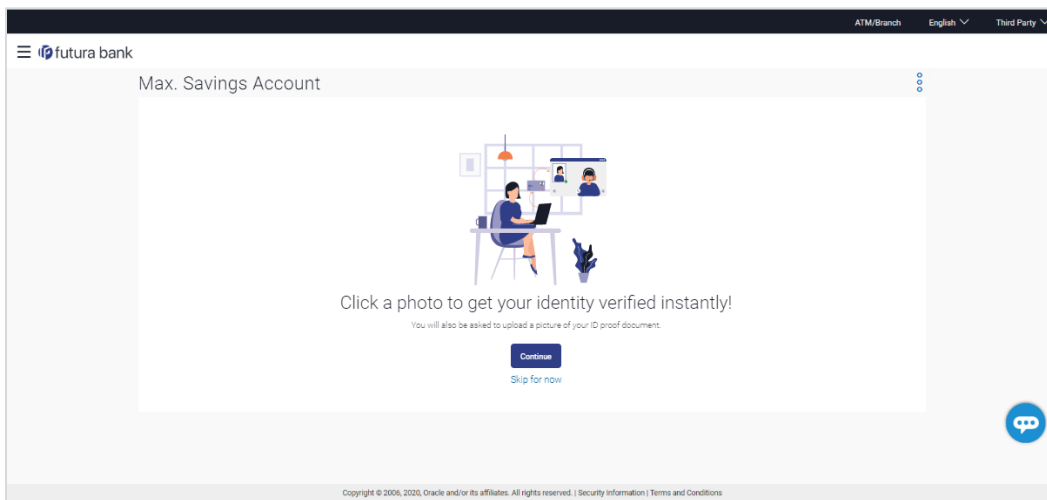 ATM/Branch English Third Party
futura bank
Max. Savings Account
Click a photo to get your identity verified instantly!
You will also be asked to upload a picture of your ID proof document.
Continue
Skip for now
Copyright © 2006, 2020, Oracle and/or its affiliates. All rights reserved. | Security Information | Terms and Conditions